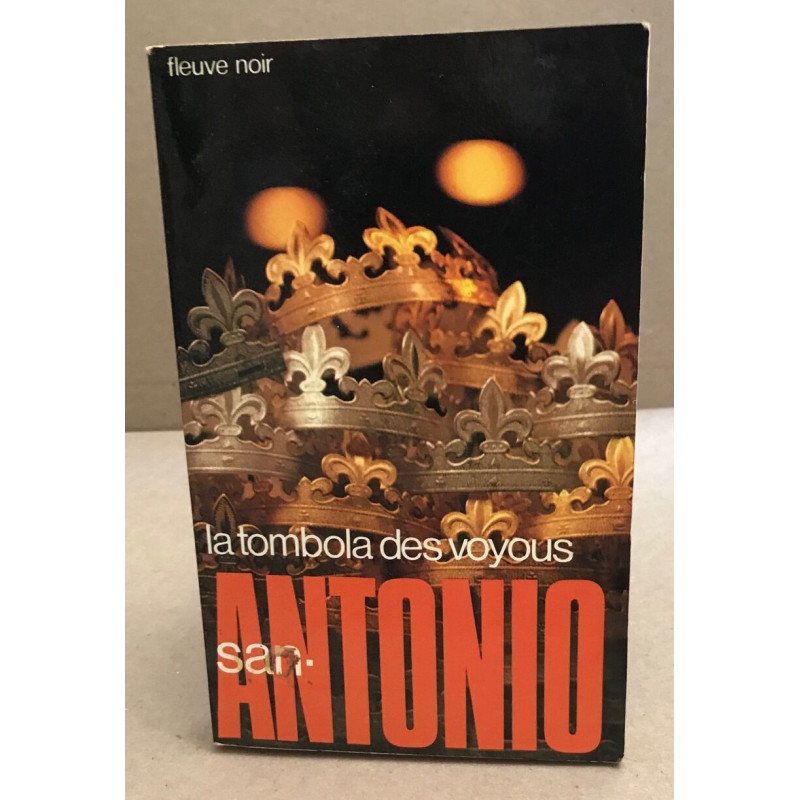 fleuve noir
la tombola des voyous
san-
ANTONIO